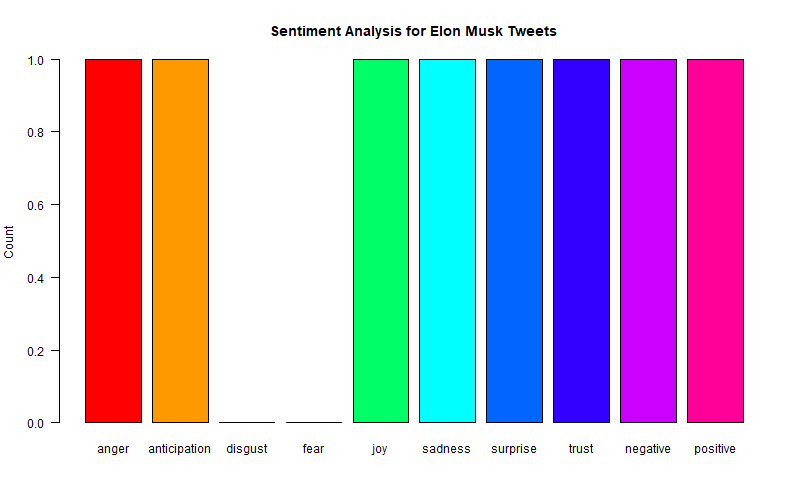 Sentiment Analysis for Elon Musk Tweets
Count
1.0
0.8
0.6
0.4
0.2
0.0
anger anticipation disgust fear joy sadness surprise trust negative positive